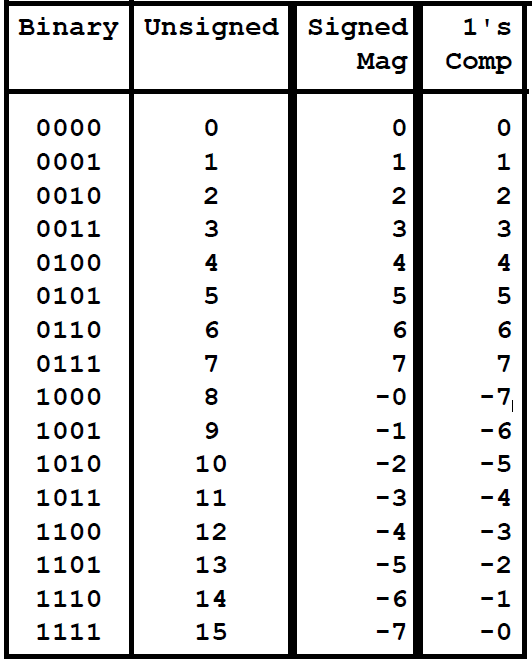 Binary Unsigned Signed 1's
Mag Comp
0000 0 0 0
0001 1 1 1
0010 2 2 2
0011 3 3 3
0100 4 4 4
0101 5 5 5
0110 6 6 6
0111 7 7 7
1000 8 -0 -7
1001 9 -1 -6
1010 10 -2 -5
1011 11 -3 -4
1100 12 -4 -3
1101 13 -5 -2
1110 14 -6 -1
1111 15 -7 -0